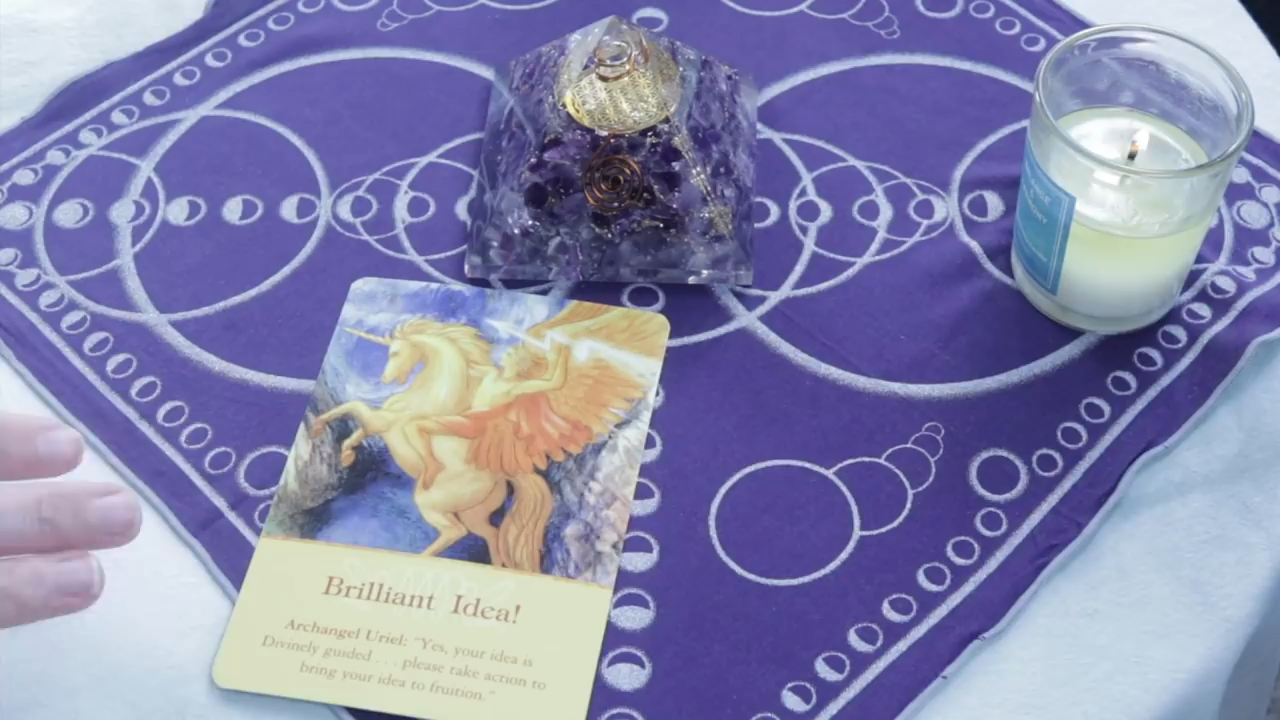 Brilliant Idea!
Archangel Uriel: "Yes, your idea is
Divinely guided . . . please take action to
bring your idea to fruition."